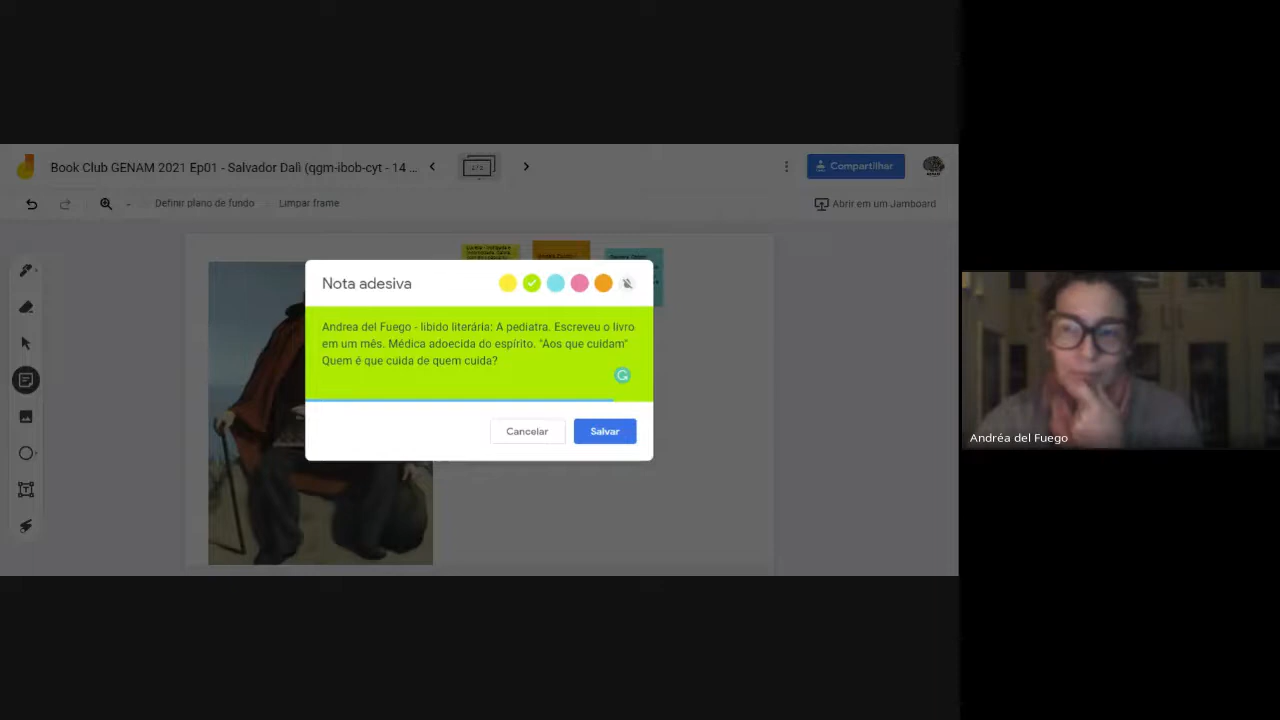 Book Club GENAM 2021 Ep01 - Salvador Dalì (qgm-ibob-cyt - 14 ...
Compartilhar
Definir plano de fundo
Limpar frame
Abrir em um Jamboard
Nota adesiva
Andrea del Fuego - libido literária; A pediatra. Escreveu o livro
em um mês. Médica adoecida do espírito. "Aos que cuidam"
Quem é que cuida de quem cuida?
Cancelar
Salvar
Andréa del Fuego